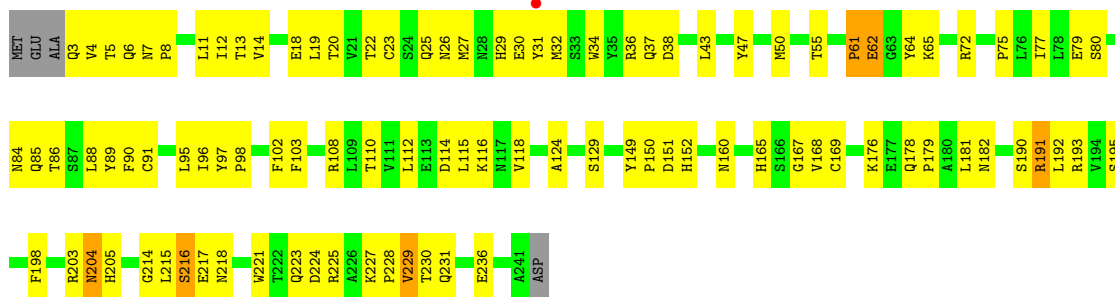 MET GLU ALA Q3 V4 T5 Q6 N7 P8 L11 I12 T13 V14 E18 L19 T20 V21 T22 C23 S24 Q25 N26 M27 N28 H29 E30 Y31 M32 S33 W34 Y35 R36 Q37 D38 L43 Y47 M50 T55 P61 E62 G63 Y64 K65 R72 P75 L76 I77 L78 E79 S80
N84 Q85 T86 S87 L88 Y89 F90 C91 L95 I96 Y97 P98 F102 F103 R108 L109 T110 V111 L112 E113 D114 L115 K116 N117 V118 A124 S129 Y149 P150 D151 H152 N160 H165 S166 G167 V168 C169 K176 E177 Q178 P179 A180 L181 N182 S190 R191 L192 R193 V194 S195
F198 R203 N204 H205 G214 L215 S216 E217 N218 W221 T222 Q223 D224 R225 A226 K227 P228 V229 T230 Q231 E236 A241 ASP